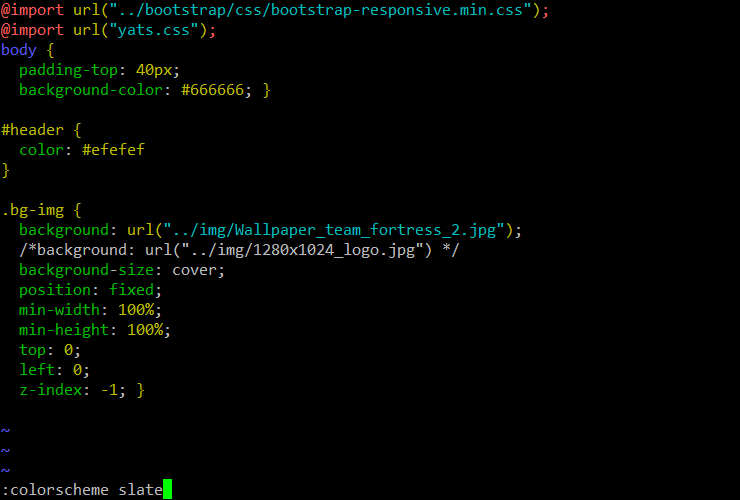 @import url("../bootstrap/css/bootstrap-responsive.min.css");
@import url("yats.css");
body {
  padding-top: 40px;
  background-color: #666666; }

#header {
  color: #efefef
}

.bg-img {
  background: url("../img/Wallpaper_team_fortress_2.jpg");
  /*background: url("../img/1280x1024_logo.jpg") */
  background-size: cover;
  position: fixed;
  min-width: 100%;
  min-height: 100%;
  top: 0;
  left: 0;
  z-index: -1; }

~
~
~
:colorscheme slate